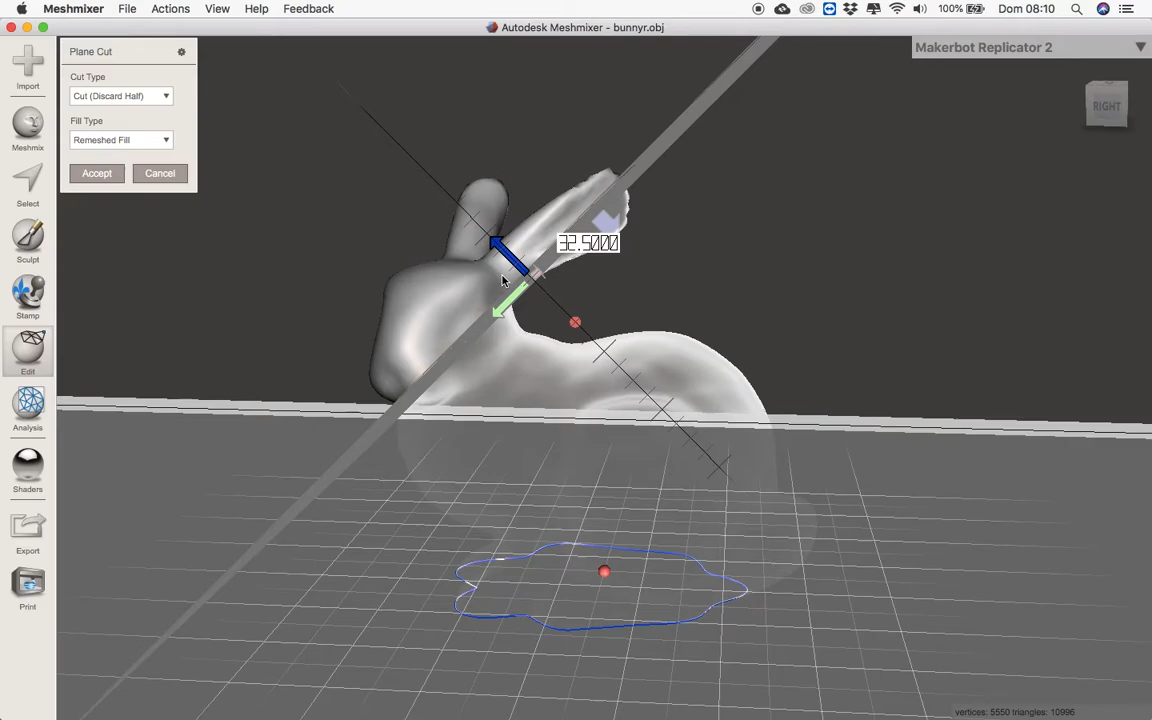 Meshmixer File Actions View Help Feedback 100% Dom 08:10
Autodesk Meshmixer - bunnyr.obj
Import
Meshmix
Select
Sculpt
Stamp
Edit
Analysis
Shaders
Export
Print
Plane Cut
Cut Type
Cut (Discard Half)
Fill Type
Remeshed Fill
Accept Cancel
32.5000
Makerbot Replicator 2
RIGHT
vertices: 5550 triangles: 10996